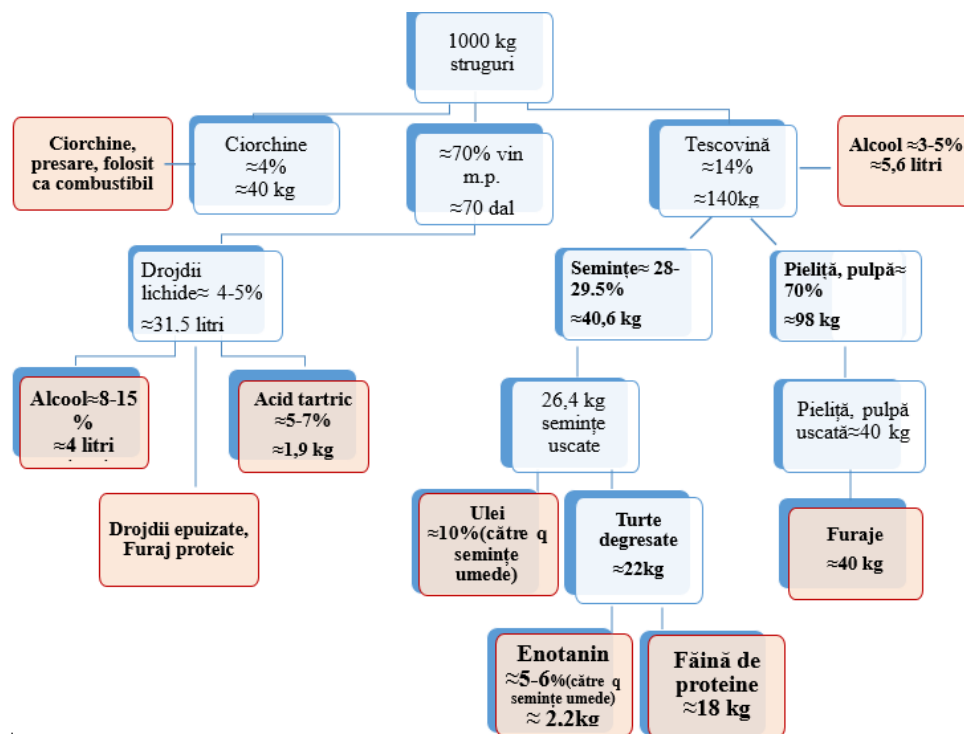 1000 kg
struguri
Ciorchine,
presare, folosit
ca combustibil
Ciorchine
≈4%
≈40 kg
≈70% vin
m.p.
≈70 dal
Tescovină
≈14%
≈140kg
Alcool ≈3-5%
≈5,6 litri
Drojdii
lichide≈ 4-5%
≈31,5 litri
Semințe≈ 28-
29.5%
≈40,6 kg
Pieliță, pulpă≈
70%
≈98 kg
Alcool≈8-15
%
≈4 litri
Acid tartric
≈5-7%
≈1,9 kg
26,4 kg
semințe
uscate
Pieliță, pulpă
uscată≈40 kg
Drojdii epuizate,
Furaj proteic
Ulei
≈10%(către q
semințe
umede)
Turte
degresate
≈22kg
Furaje
≈40 kg
Enotanin
≈5-6%(către q
semințe umede)
≈ 2,2kg
Făină de
proteine
≈18 kg